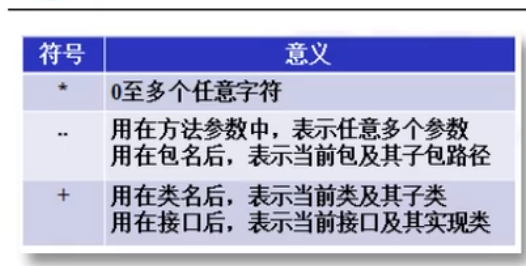 符号 意义
* 0至多个任意字符
.. 用在方法参数中，表示任意多个参数
用在包名后，表示当前包及其子包路径
+ 用在类名后，表示当前类及其子类
用在接口后，表示当前接口及其实现类